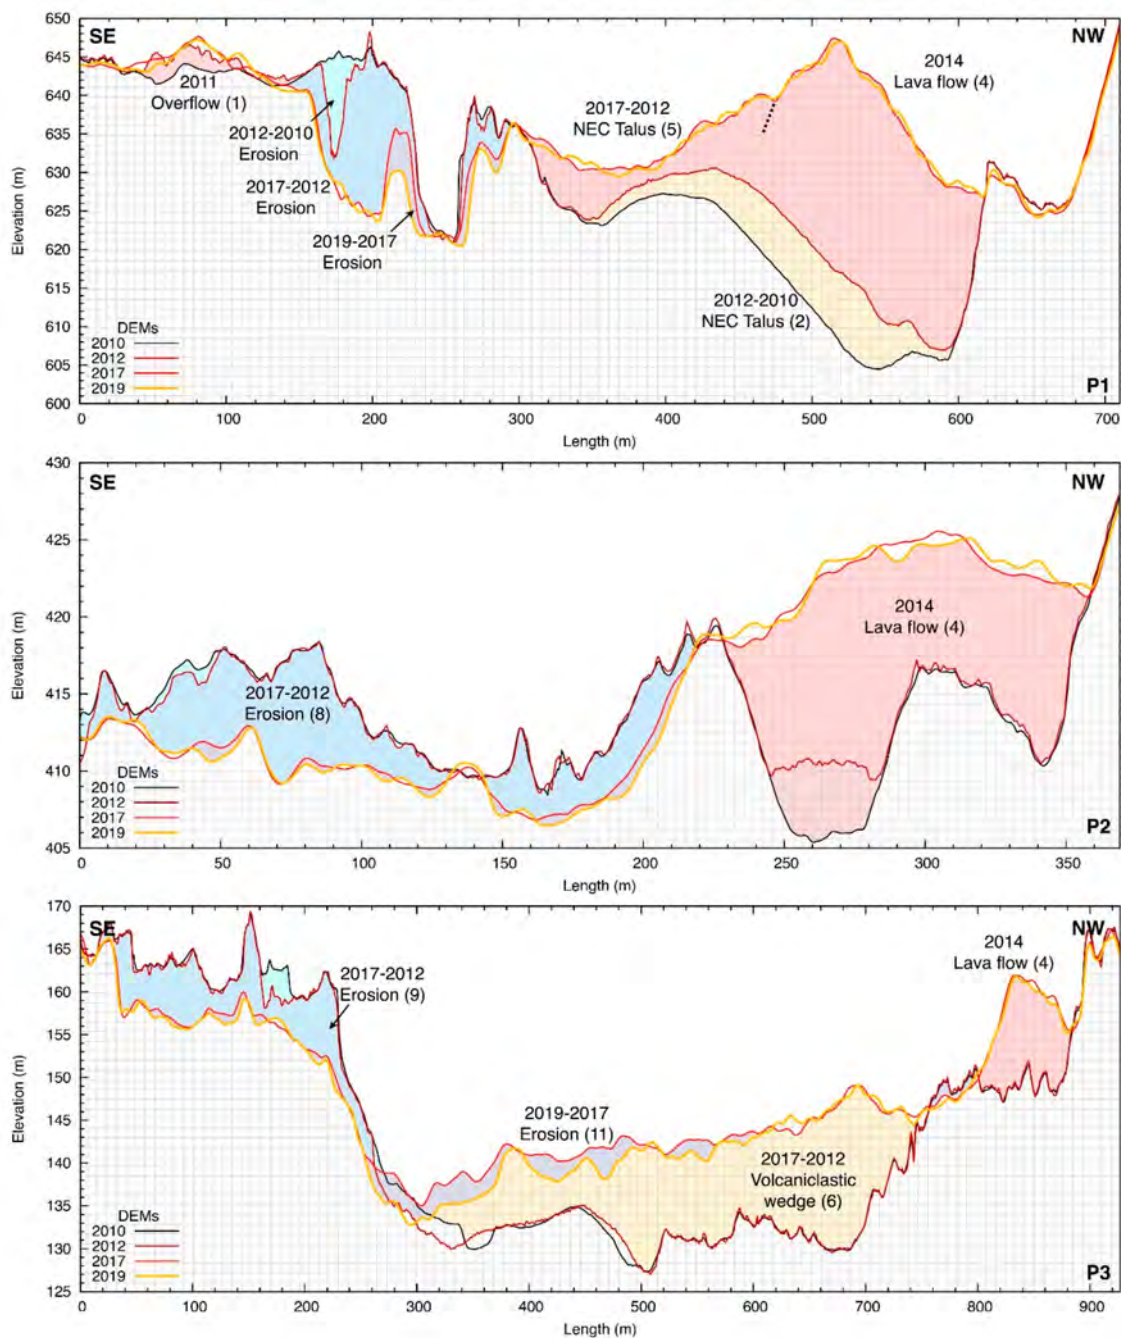 650
SE
NW
645
2011
Overflow (1)
2014
Lava flow (4)
640
2012-2010
Erosion
2017-2012
NEC Talus (5)
635
Elevation (m)
630
2017-2012
Erosion
625
2019-2017
Erosion
620
615
2012-2010
NEC Talus (2)
610
DEMs
2010
2012
605
2017
2019
P1
600
0 100 200 300 400 500 600 700
Length (m)
430
SE
NW
425
2014
Lava flow (4)
420
Elevation (m)
415
2017-2012
Erosion (8)
410
DEMs
2010
2012
2017
2019
P2
405
0 50 100 150 200 250 300 350
Length (m)
170
SE
NW
165
2014
Lava flow (4)
2017-2012
Erosion (9)
160
155
Elevation (m)
150
145
2019-2017
Erosion (11)
140
2017-2012
Volcaniclastic
wedge (6)
135
DEMs
2010
130
2012
2017
2019
P3
125
0 100 200 300 400 500 600 700 800 900
Length (m)